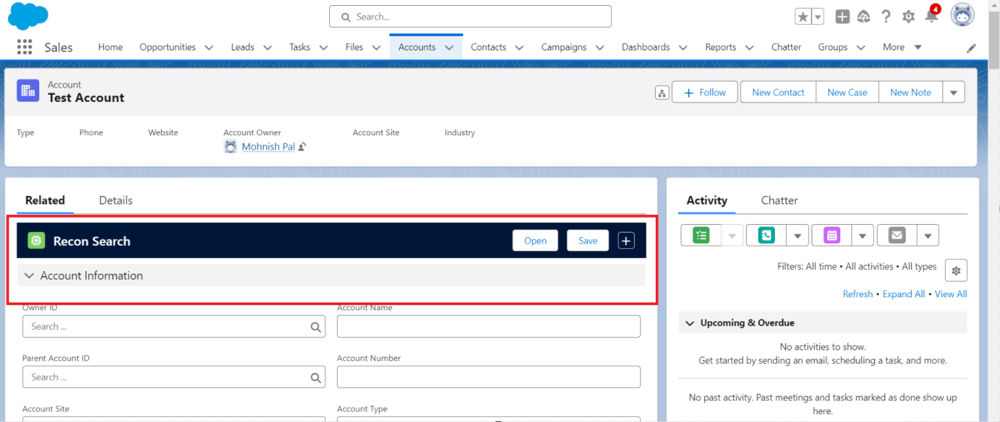 Search...
4
Sales Home Opportunities Leads Tasks Files Accounts Contacts Campaigns Dashboards Reports Chatter Groups More
Account
Test Account
Follow New Contact New Case New Note
Type Phone Website Account Owner Account Site Industry
Mohnish Pal
Related Details
Recon Search Open Save
Account Information
Owner ID Account Name
Search ...
Parent Account ID Account Number
Search ...
Account Site Account Type
Activity Chatter
Filters: All time • All activities • All types
Refresh • Expand All • View All
Upcoming & Overdue
No activities to show.
Get started by sending an email, scheduling a task, and more.
No past activity. Past meetings and tasks marked as done show up
here.